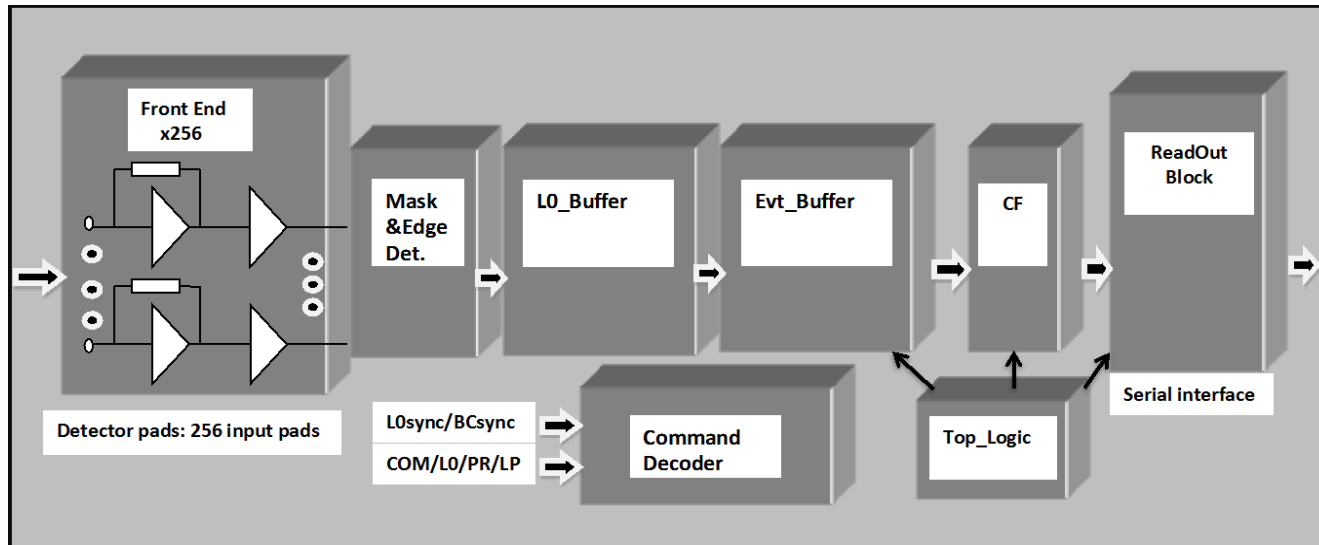 Front End
x256
Mask
&Edge
Det.
L0_Buffer
Evt_Buffer
CF
ReadOut
Block
Detector pads: 256 input pads
L0sync/BCsync
COM/L0/PR/LP
Command
Decoder
Top_Logic
Serial interface